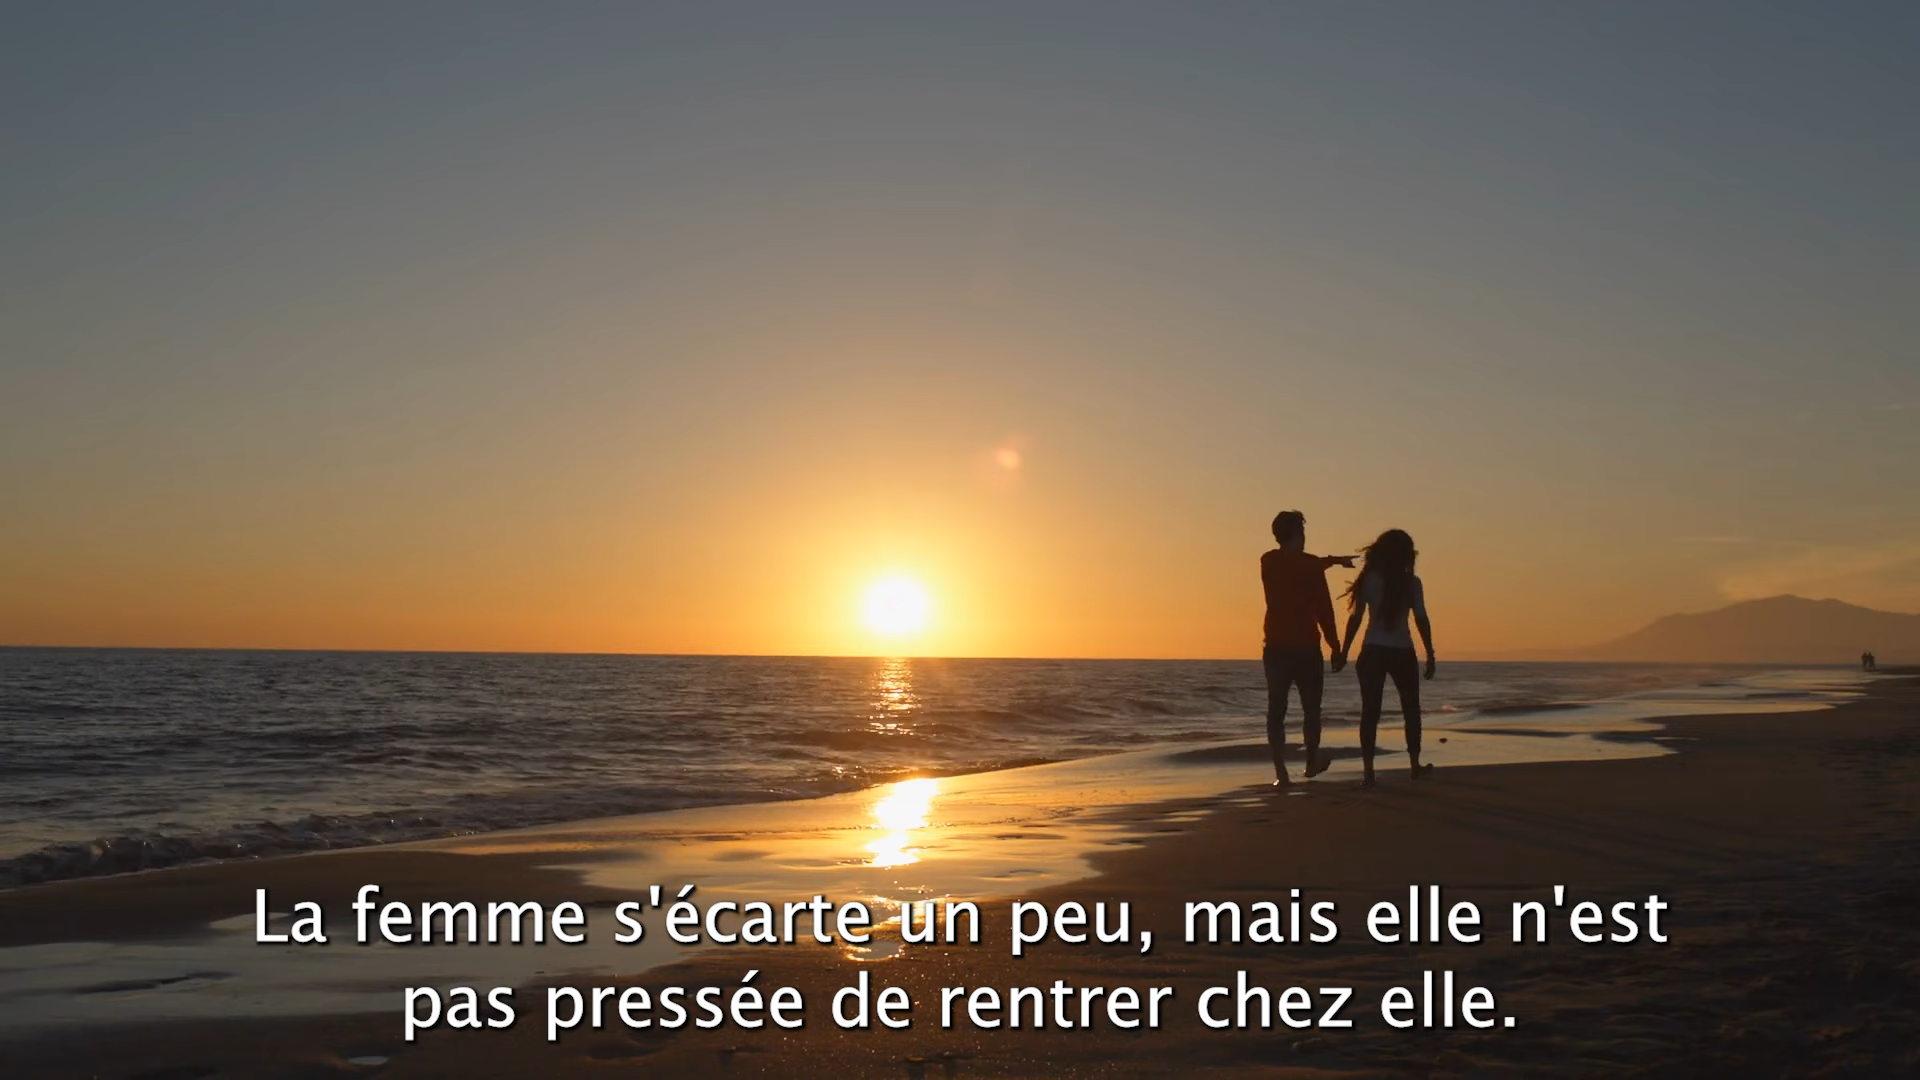 La femme s'écarte un peu, mais elle n'est
pas pressée de rentrer chez elle.